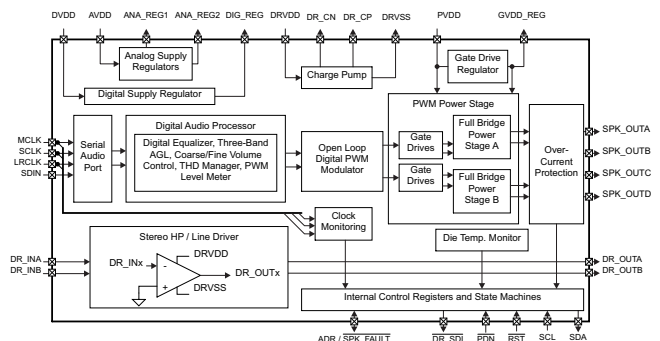 DVDD AVDD ANA_REG1 ANA_REG2 DIG_REG DRVDD DR_CN DR_CP DRVSS PVDD GVDD_REG
Analog Supply
Regulators
Charge Pump
Gate Drive
Regulator
Digital Supply Regulator
PWM Power Stage
MCLK
SCLK
LRCLK
SDIN
Serial
Audio
Port
Digital Audio Processor
Digital Equalizer, Three-Band
AGL, Coarse/Fine Volume
Control, THD Manager, PWM
Level Meter
Open Loop
Digital PWM
Modulator
Gate
Drives
Full Bridge
Power
Stage A
Gate
Drives
Full Bridge
Power
Stage B
Over-
Current
Protection
SPK_OUTA
SPK_OUTB
SPK_OUTC
SPK_OUTD
Clock
Monitoring
Die Temp. Monitor
DR_INA
DR_INB
Stereo HP / Line Driver
DR_INx
DRVDD
-
+
DR_OUTx
DRVSS
DR_OUTA
DR_OUTB
Internal Control Registers and State Machines
ADR / SPK_FAULT DR_SDI PDN RST SCL SDA